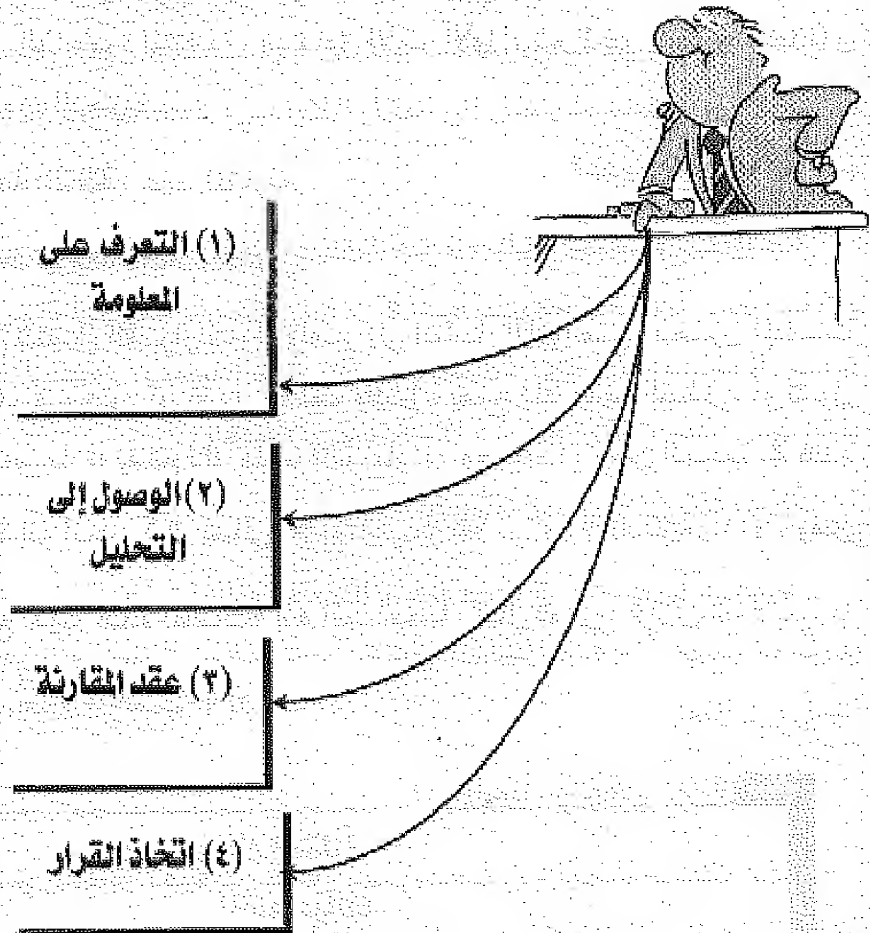 (١) التعرف على
المعلومة
(٢) الوصول إلى
التحليل
(٣) عقد المقارنة
(٤) اتخاذ القرار